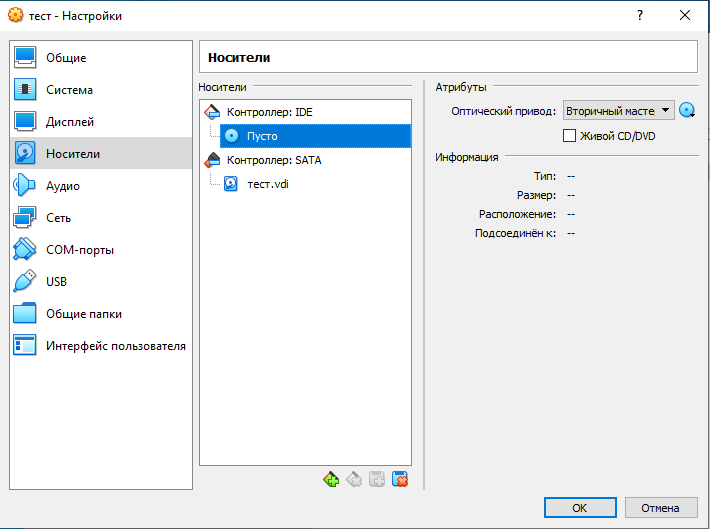 тест - Настройки
?
Общие
Система
Дисплей
Носители
Аудио
Сеть
COM-порты
USB
Общие папки
Интерфейс пользователя
Носители
Носители
Контроллер: IDE
Пусто
Контроллер: SATA
тест.vdi
Атрибуты
Оптический привод: Вторичный масте
Живой CD/DVD
Информация
Тип: --
Размер: --
Расположение: --
Подсоединён к: --
OK
Отмена